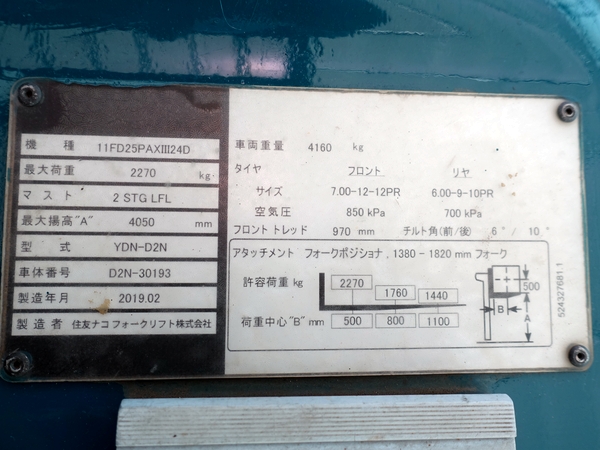 機 種 11FD25PAXIII24D
最大荷重 2270 kg
マスト 2 STG LFL
最大揚高"A" 4050 mm
型 式 YDN-D2N
車体番号 D2N-30193
製造年月 2019.02
製造者 住友ナコ フォークリフト株式会社
車両重量 4160 kg
タイヤ フロント リヤ
サイズ 7.00-12-12PR 6.00-9-10PR
空気圧 850 kPa 700 kPa
フロント トレッド 970 mm チルト角(前/後) 6°/ 10°
アタッチメント フォークポジショナ , 1380 - 1820 mm フォーク
許容荷重 kg 2270 1760 1440
荷重中心"B" mm 500 800 1100
500
B
A
524327681.1